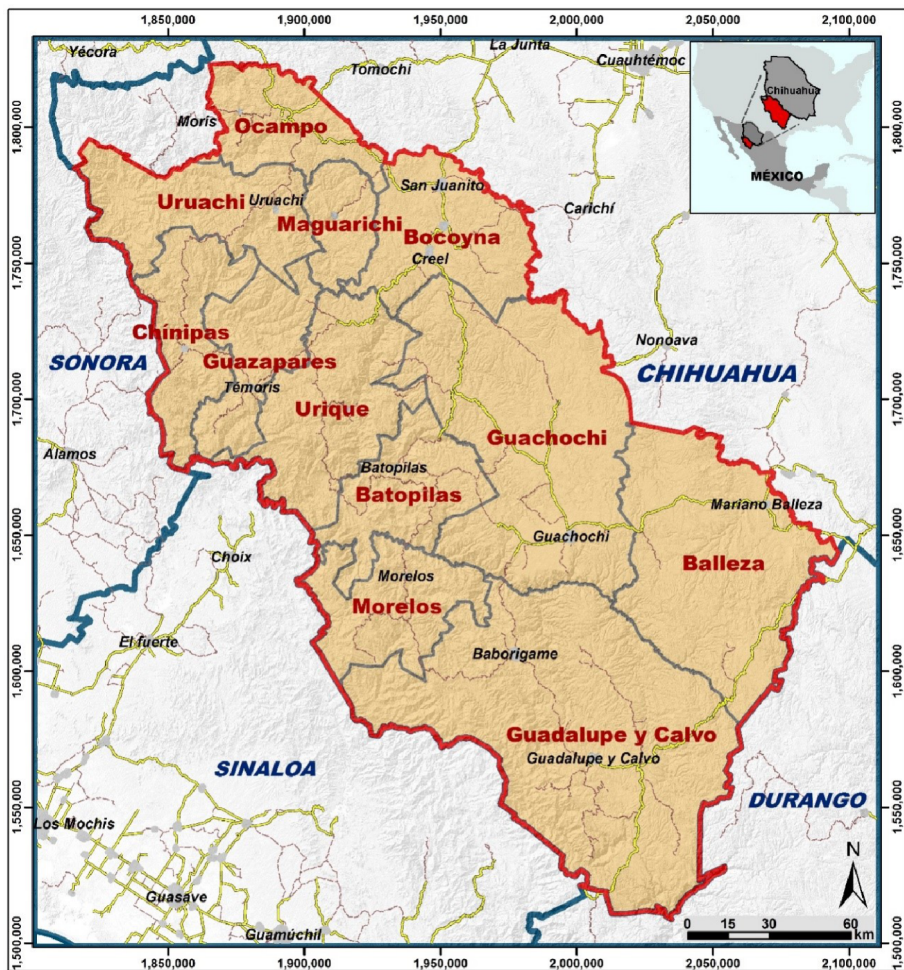 1,850,000 1,900,000 1,950,000 2,000,000 2,050,000 2,100,000
Yécora
La Junta
Cuauhtémoc
Tomochi
Chihuahua
MÉXICO
1,800,000
1,800,000
Moris
Ocampo
San Juanito
Uruachi
Uruachi
Maguarichi
Carichí
Bocoyna
Creel
1,750,000
1,750,000
Chínipas
Nonoava
SONORA
Guazapares
CHIHUAHUA
Témoris
1,700,000
1,700,000
Urique
Guachochi
Alamos
Batopilas
Batopilas
Mariano Balleza
1,650,000
1,650,000
Guachochi
Choix
Balleza
Morelos
Morelos
El fuerte
Baborigame
1,600,000
1,600,000
Guadalupe y Calvo
Guadalupe y Calvo
SINALOA
DURANGO
1,550,000
1,550,000
Los Mochis
N
Guasave
0 15 30 60
km
Guamúchil
1,500,000
1,500,000
1,850,000 1,900,000 1,950,000 2,000,000 2,050,000 2,100,000